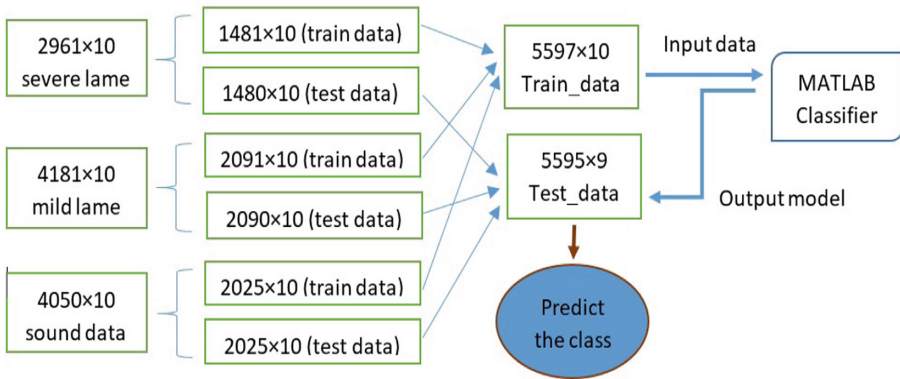 2961×10
severe lame
1481×10 (train data)
1480×10 (test data)
4181×10
mild lame
2091×10 (train data)
2090×10 (test data)
4050×10
sound data
2025×10 (train data)
2025×10 (test data)
5597×10
Train_data
5595×9
Test_data
Input data
MATLAB
Classifier
Output model
Predict
the class